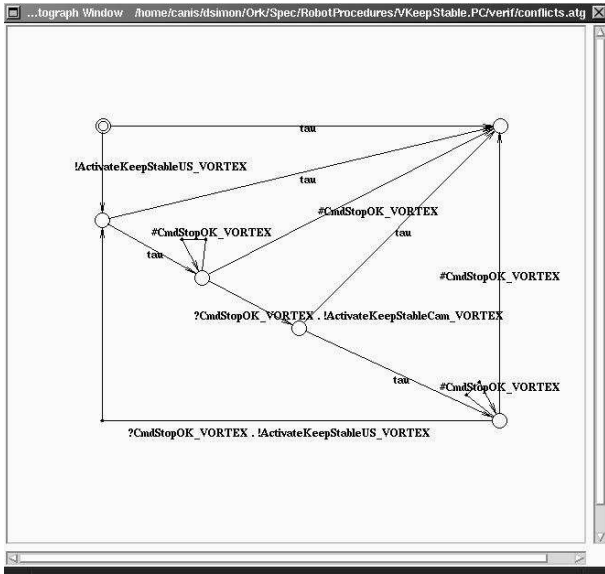 ...tograph Window /home/canis/dsimon/Ork/Spec/RobotProcedures/VKeepStable.PC/verif/conflicts.atg
tau
!ActivateKeepStableUS_VORTEX
tau
#CmdStopOK_VORTEX
#CmdStopOK_VORTEX
tau
tau
#CmdStopOK_VORTEX
?CmdStopOK_VORTEX . !ActivateKeepStableCam_VORTEX
tau
#CmdStopOK_VORTEX
?CmdStopOK_VORTEX . !ActivateKeepStableUS_VORTEX